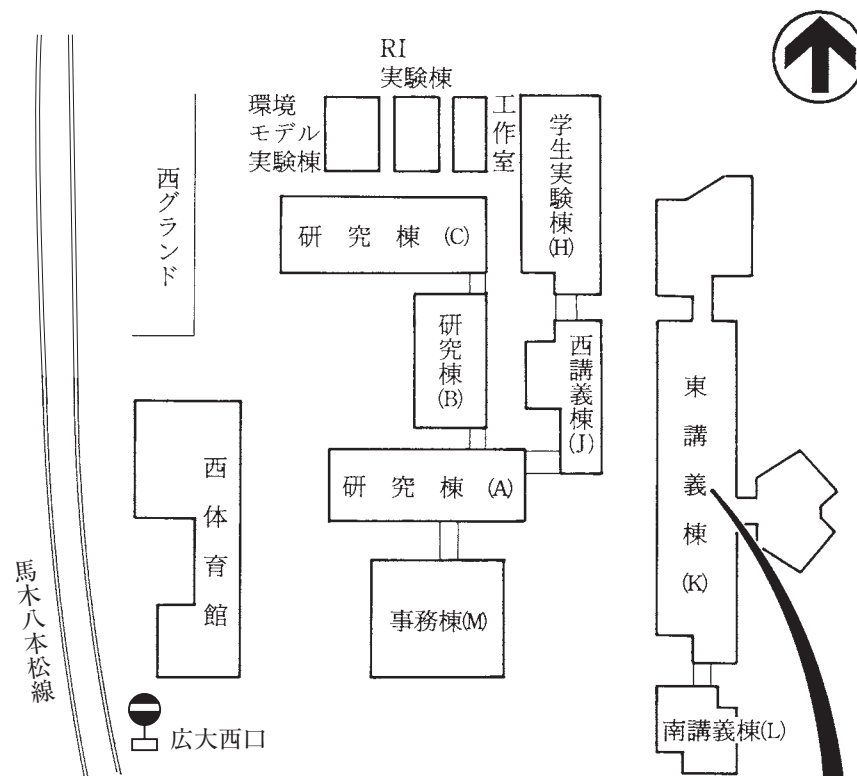 RI
実験棟
環境
モデル
実験棟
工作室
学生実験棟(H)
西グランド
研究棟(C)
研究棟(B)
西講義棟(J)
東講義棟(K)
研究棟(A)
西体育館
事務棟(M)
馬木八本松線
広大西口
南講義棟(L)